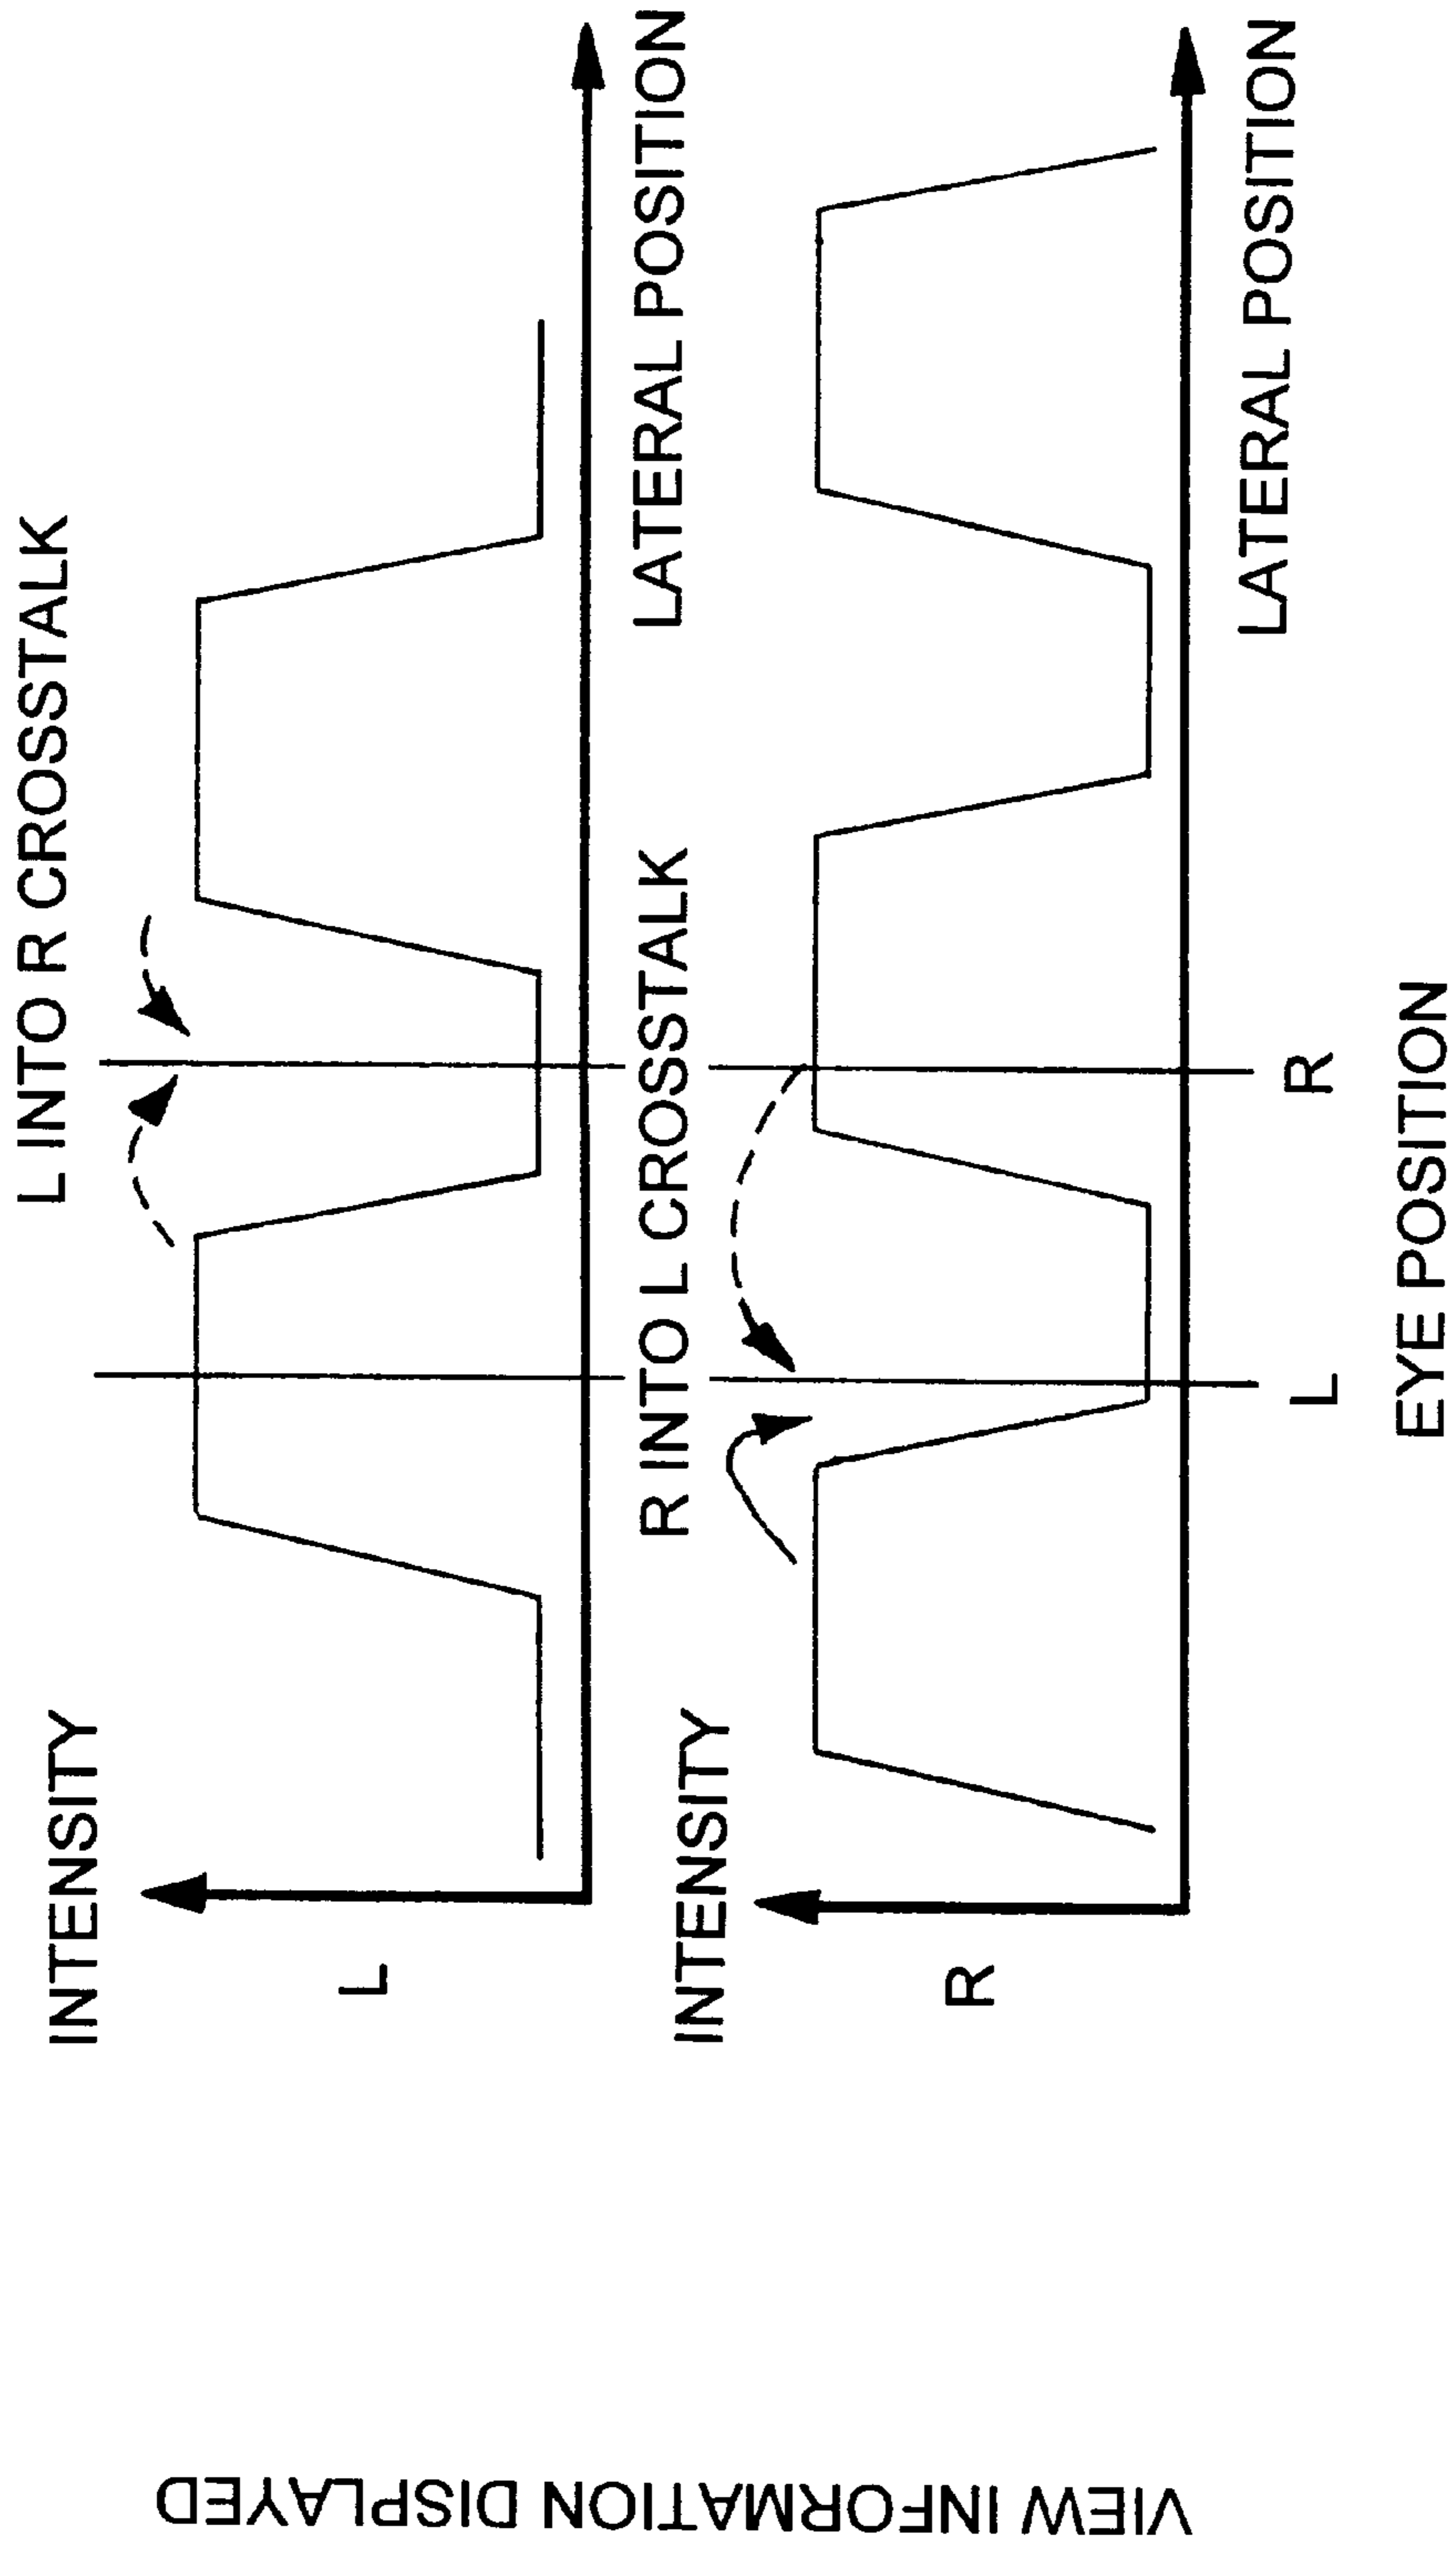 VIEW INFORMATION DISPLAYED
INTENSITY
L INTO R CROSSTALK
L
LATERAL POSITION
INTENSITY
R INTO L CROSSTALK
R
LATERAL POSITION
L
R
EYE POSITION